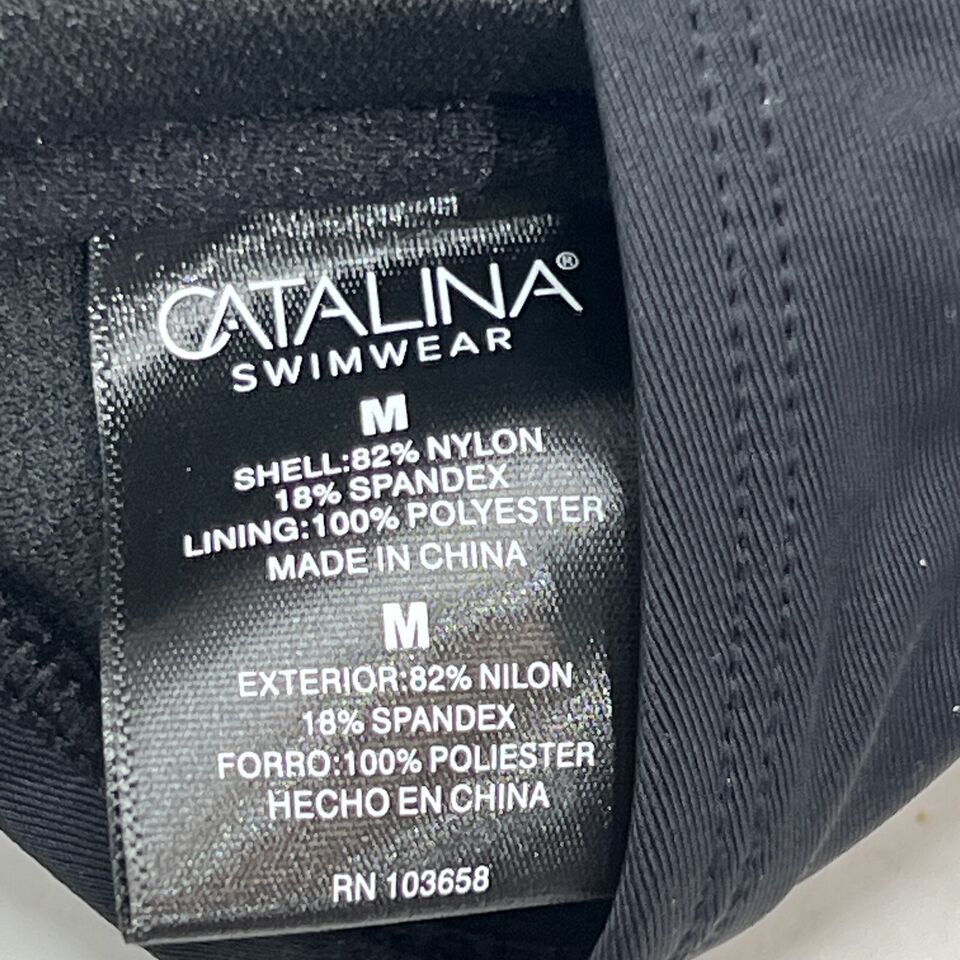 CATALINA®
SWIMWEAR
M
SHELL:82% NYLON
18% SPANDEX
LINING:100% POLYESTER
MADE IN CHINA
M
EXTERIOR:82% NILON
18% SPANDEX
FORRO:100% POLIESTER
HECHO EN CHINA
RN 103658